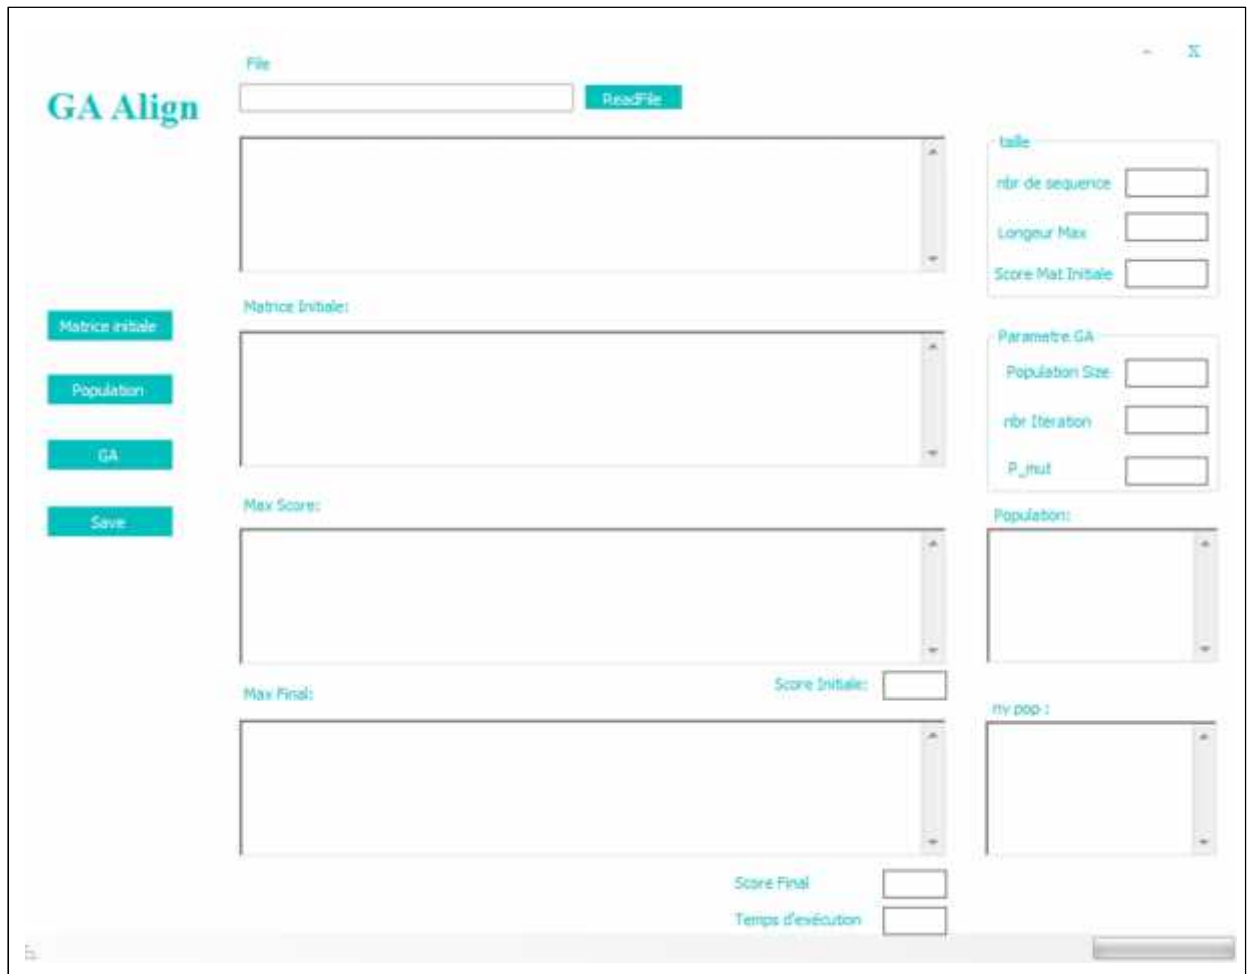 - X
File
GA Align
ReadFile
taille
nbr de sequence
Longeur Max
Score Mat Initiale
Matrice Initiale:
Matrice initiale
Parametre GA
Population Size
Population
nbr Iteration
GA
P_mut
Max Score:
Save
Population:
Score Initiale:
Max Final:
nv pop :
Score Final
Temps d'exécution